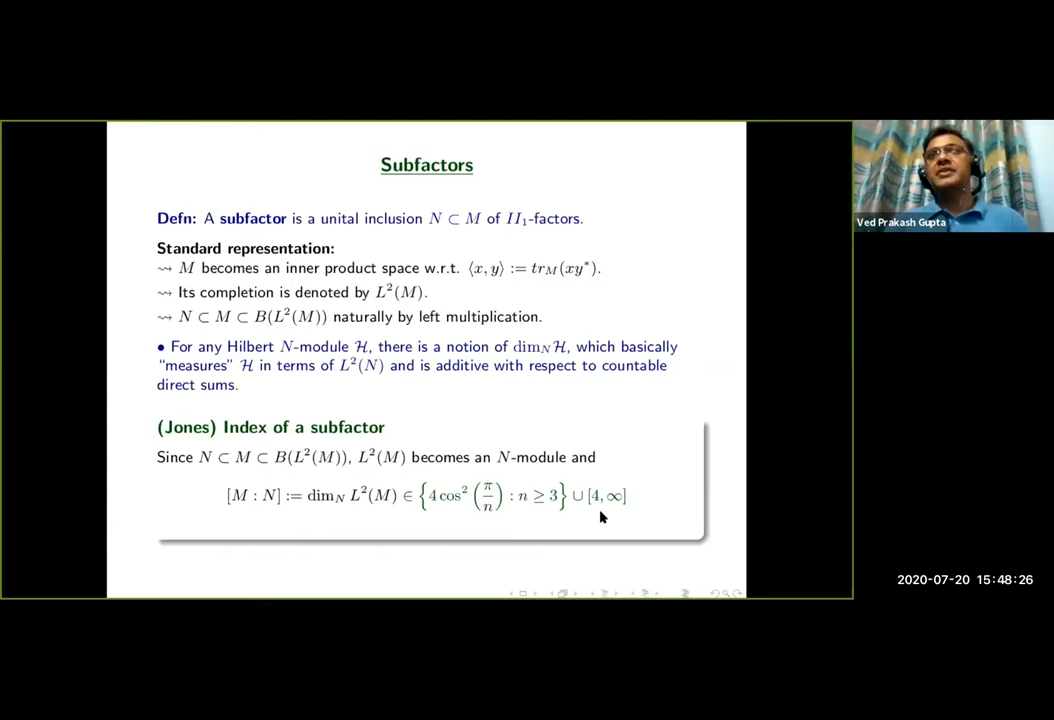 Subfactors
Defn: A subfactor is a unital inclusion N ⊂ M of II₁-factors.
Standard representation:
⇝ M becomes an inner product space w.r.t. ⟨x, y⟩ := tr_M(xy*).
⇝ Its completion is denoted by L²(M).
⇝ N ⊂ M ⊂ B(L²(M)) naturally by left multiplication.
• For any Hilbert N-module ℋ, there is a notion of dim_N ℋ, which basically
“measures” ℋ in terms of L²(N) and is additive with respect to countable
direct sums.
(Jones) Index of a subfactor
Since N ⊂ M ⊂ B(L²(M)), L²(M) becomes an N-module and
[M : N] := dim_N L²(M) ∈ {4 cos² (π/n) : n ≥ 3} ∪ [4, ∞]
Ved Prakash Gupta
2020-07-20 15:48:26